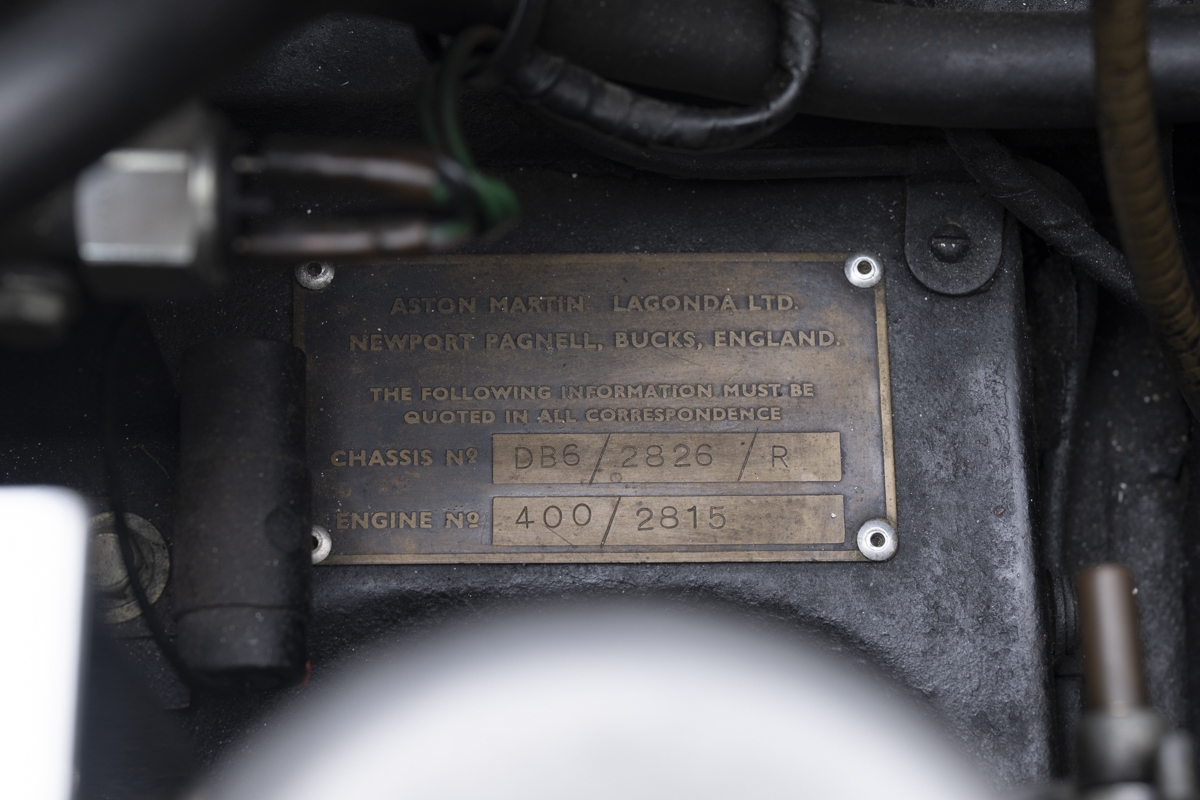 ASTON MARTIN LAGONDA LTD.
NEWPORT PAGNELL, BUCKS, ENGLAND.
THE FOLLOWING INFORMATION MUST BE
QUOTED IN ALL CORRESPONDENCE
CHASSIS Nº DB6/2826/R
ENGINE Nº 400/2815